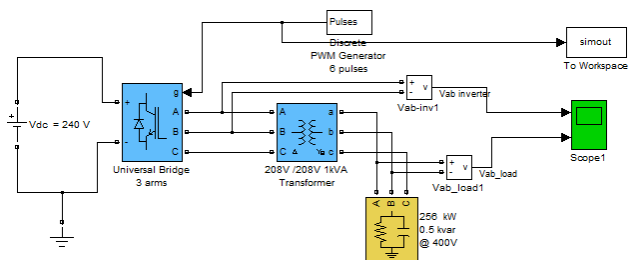 Pulses
Discrete
PWM Generator
6 pulses
simout
To Workspace
g
+
A
B
-
C
Universal Bridge
3 arms
+
Vdc = 240 V
A
B
C
a
b
c
Δ
Yg
208V /208V 1kVA
Transformer
+
-
v
Vab inverter
Vab-inv1
Scope1
+
-
v
Vab_load
Vab_load1
A
B
C
256 kW
0.5 kvar
@ 400V